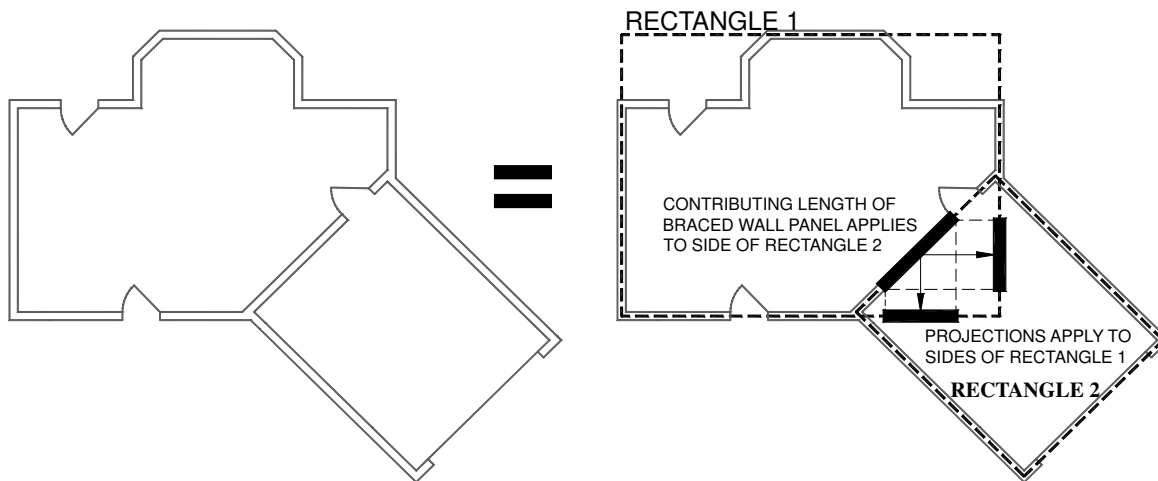 RECTANGLE 1
CONTRIBUTING LENGTH OF
BRACED WALL PANEL APPLIES
TO SIDE OF RECTANGLE 2
PROJECTIONS APPLY TO
SIDES OF RECTANGLE 1
RECTANGLE 2